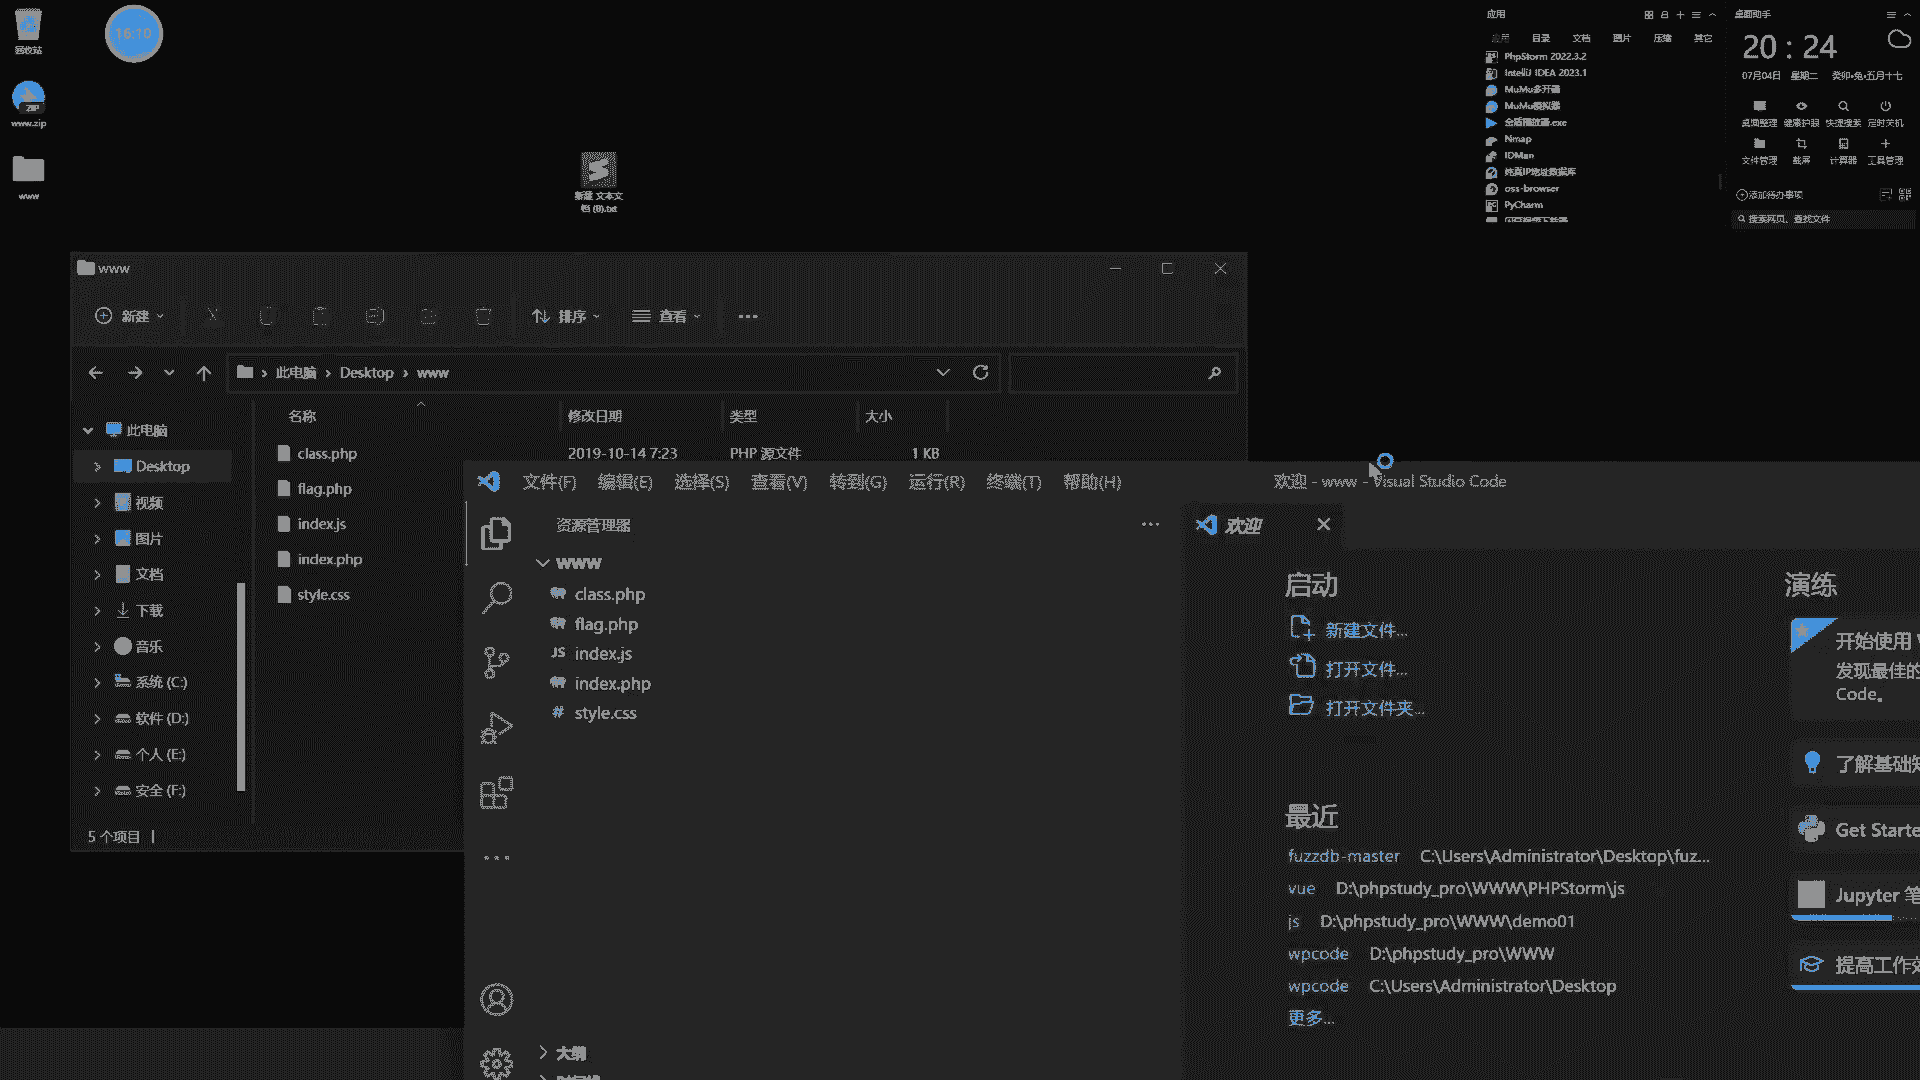 回收站
16:10
www.zip
www
新建 文本文
档 (8).txt
应用
目录
文档
图片
压缩
其它
PhpStorm 2022.3.2
IntelliJ IDEA 2023.1
MuMu多开器
MuMu模拟器
Nmap
IDMan
纯真IP地址数据库
oss-browser
PyCharm
桌面助手
20 : 24
07月04日 星期二 癸卯•兔•五月十七
桌面整理 健康护眼 快捷搜索 定时关机
文件管理 截屏 计算器 工具管理
添加待办事项
搜索网页、查找文件
www
新建
排序
查看
此电脑 › Desktop › www
名称 修改日期 类型 大小
此电脑
Desktop
视频
图片
文档
下载
音乐
系统 (C:)
软件 (D:)
个人 (E:)
安全 (F:)
class.php 2019-10-14 7:23 PHP 源文件 1 KB
flag.php
index.js
index.php
style.css
5 个项目
文件(F) 编辑(E) 选择(S) 查看(V) 转到(G) 运行(R) 终端(T) 帮助(H)
欢迎 - www - Visual Studio Code
资源管理器
WWW
class.php
flag.php
JS index.js
index.php
# style.css
大纲
欢迎
启动
新建文件...
打开文件...
打开文件夹...
最近
fuzzdb-master C:\Users\Administrator\Desktop\fuz...
vue D:\phpstudy_pro\WWW\PHPStorm\js
js D:\phpstudy_pro\WWW\demo01
wpcode D:\phpstudy_pro\WWW
wpcode C:\Users\Administrator\Desktop
更多...
演练
开始使用
发现最佳的
Code。
了解基础知
Get Starte
Jupyter 笔
提高工作效